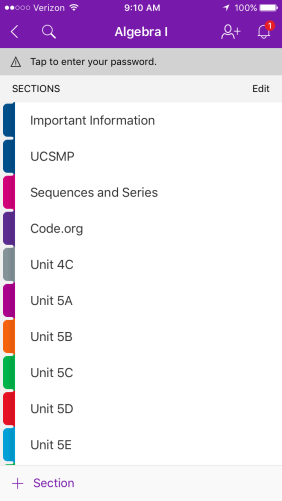 Verizon 9:10 AM 100%
Algebra I
1
Tap to enter your password.
SECTIONS Edit
Important Information
UCSMP
Sequences and Series
Code.org
Unit 4C
Unit 5A
Unit 5B
Unit 5C
Unit 5D
Unit 5E
+ Section